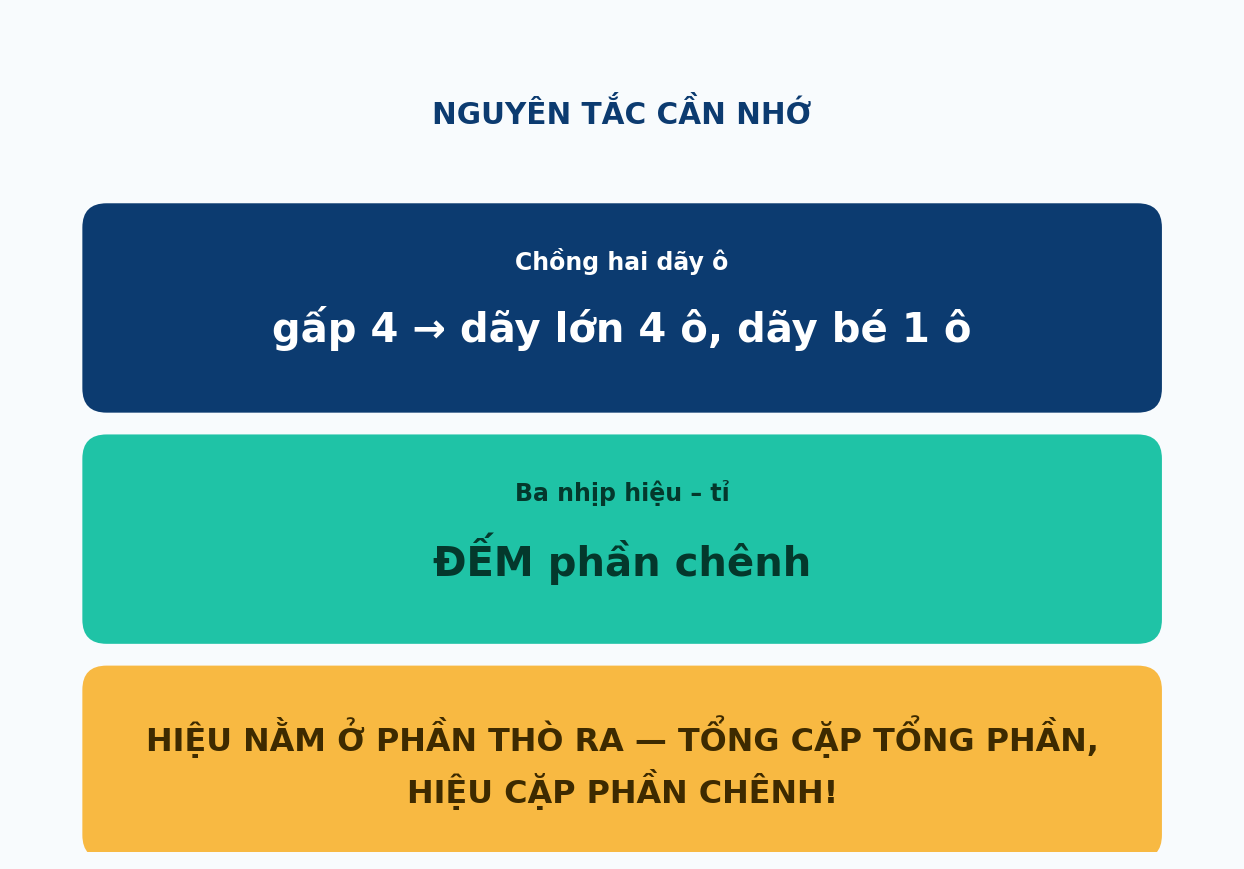 NGUYÊN TẮC CẦN NHỚ
Chồng hai dãy ô
gấp 4 → dãy lớn 4 ô, dãy bé 1 ô
Ba nhịp hiệu – tỉ
ĐẾM phần chênh
HIỆU NẰM Ở PHẦN THÒ RA — TỔNG CẶP TỔNG PHẦN,
HIỆU CẶP PHẦN CHÊNH!